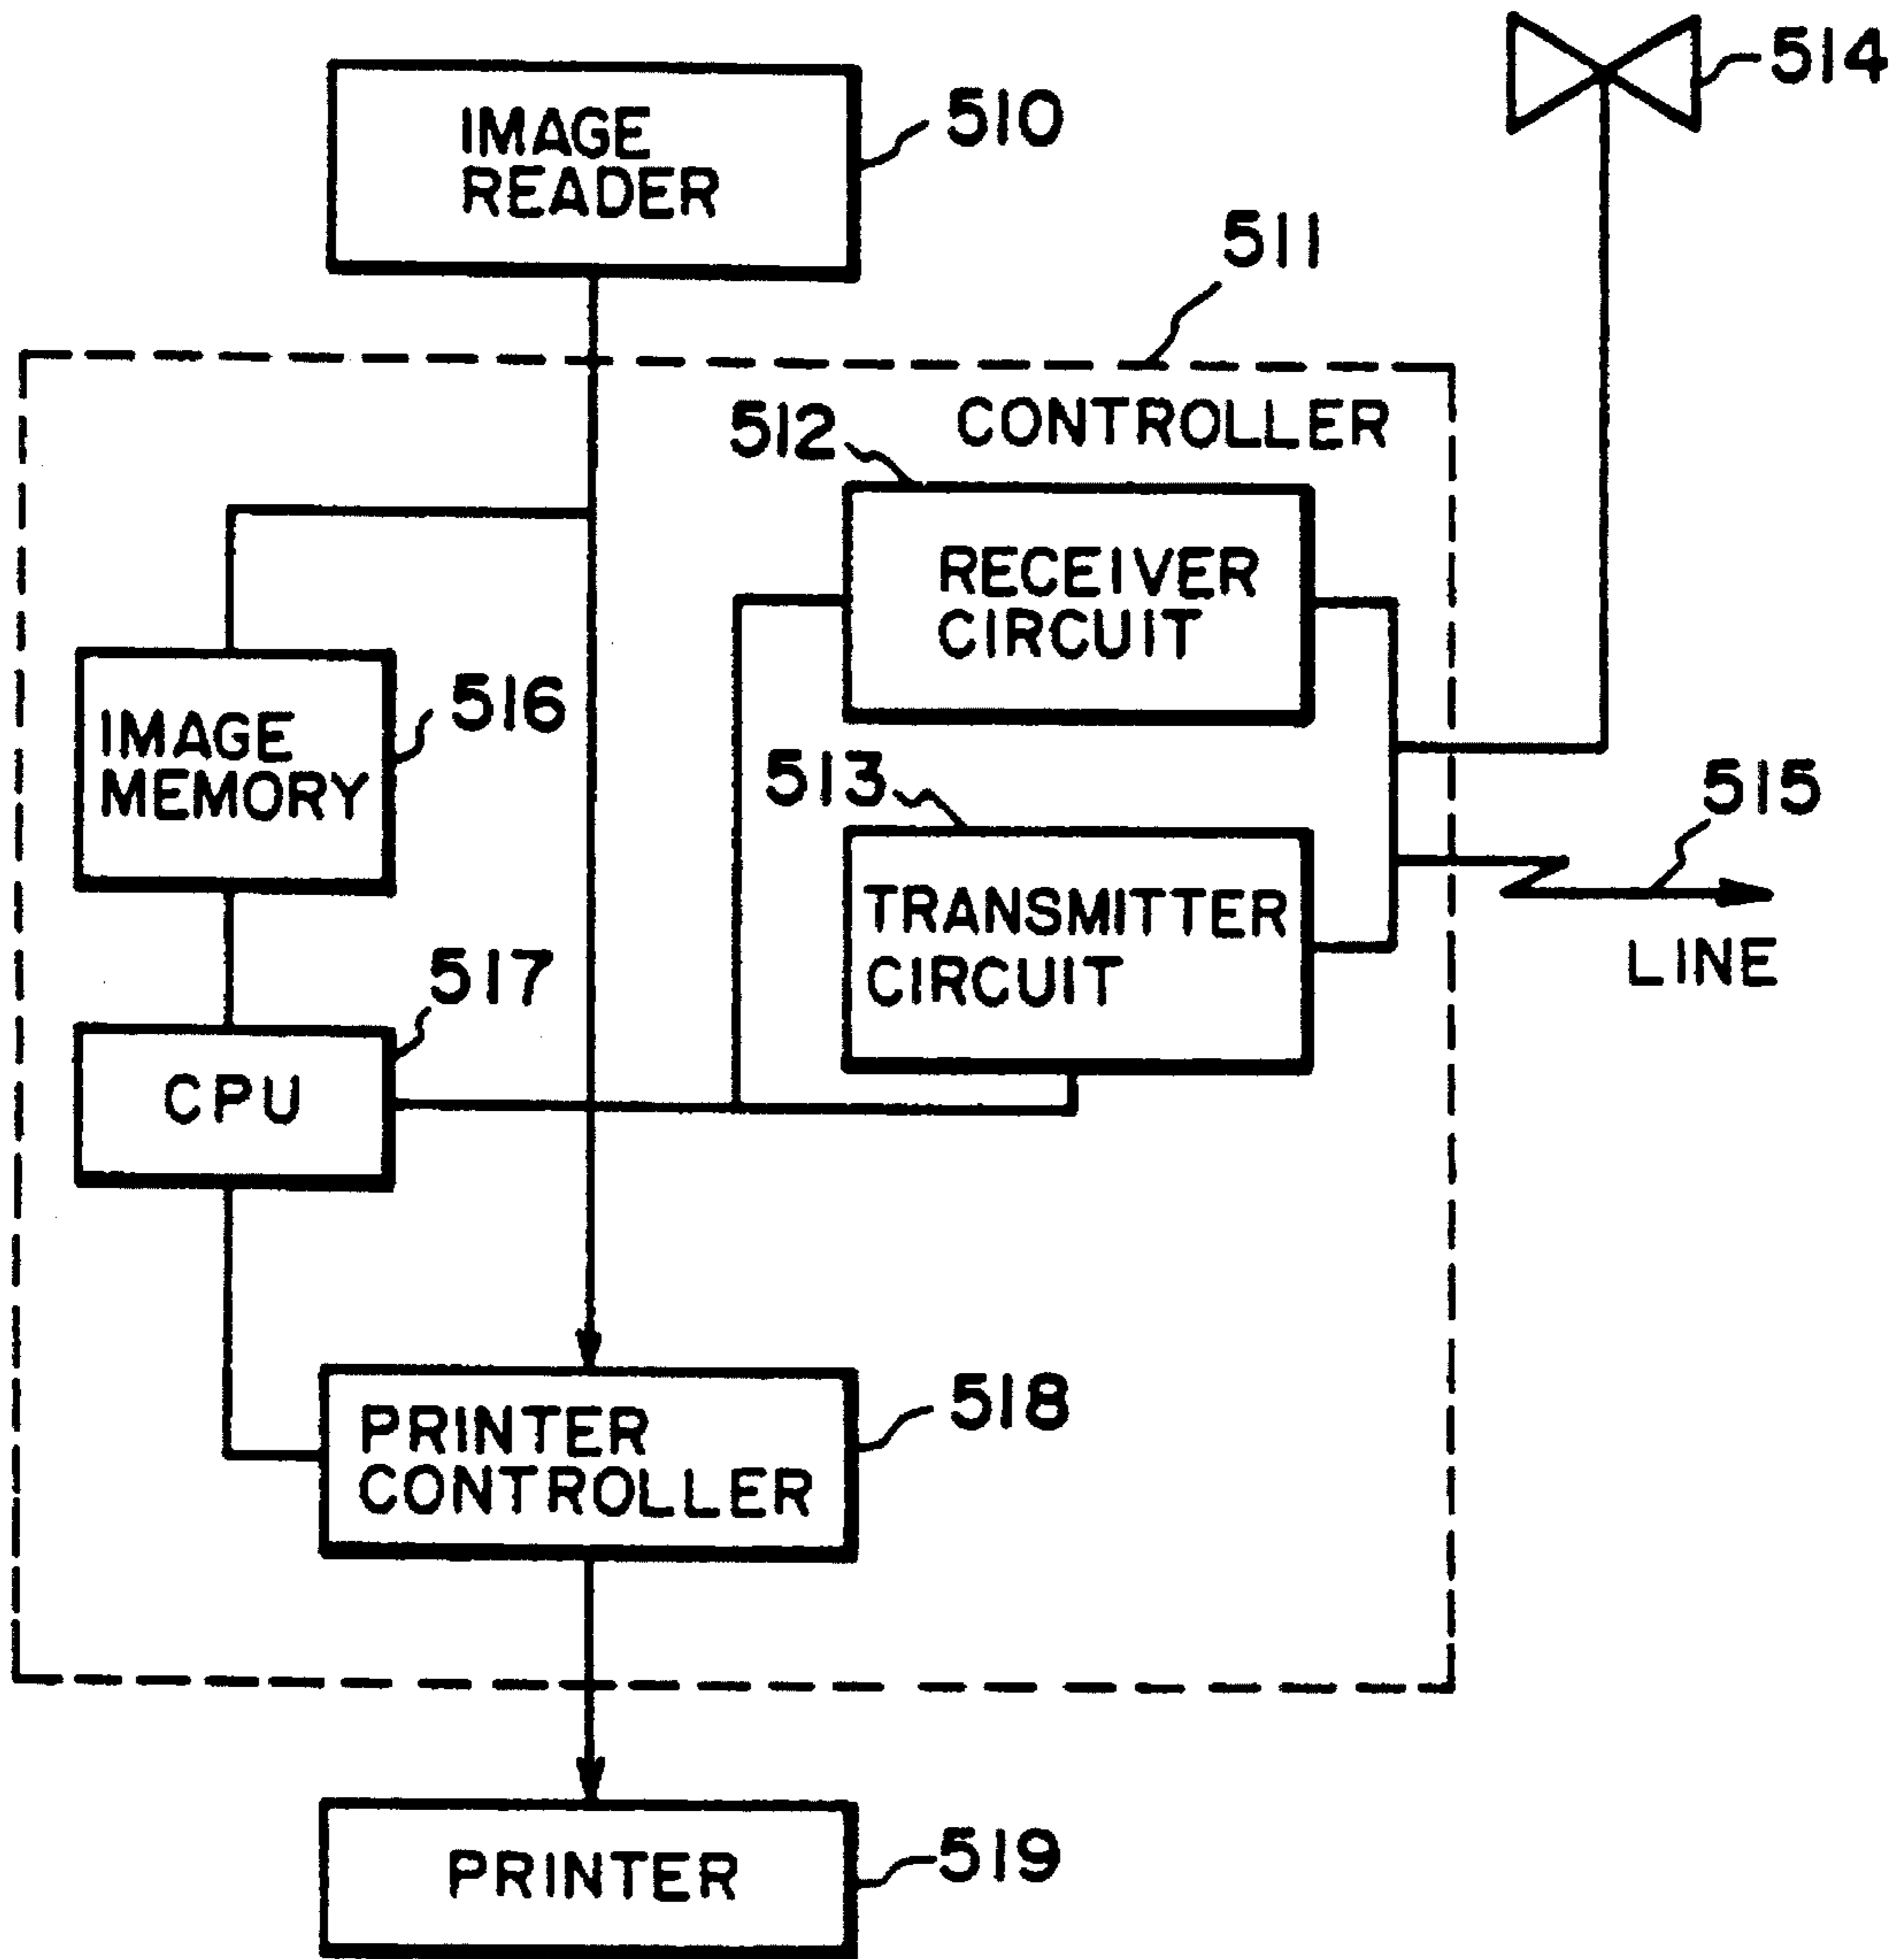 514
IMAGE
READER
510
511
CONTROLLER
512
RECEIVER
CIRCUIT
IMAGE
MEMORY
516
513
TRANSMITTER
CIRCUIT
515
LINE
517
CPU
PRINTER
CONTROLLER
518
PRINTER
519